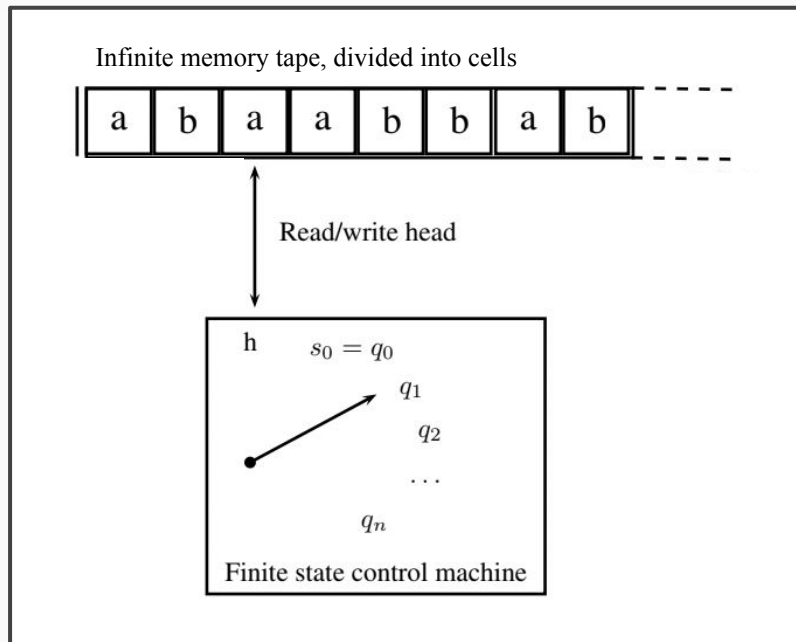 Infinite memory tape, divided into cells
a b a a b b a b
Read/write head
h s₀ = q₀
q₁
q₂
...
qₙ
Finite state control machine